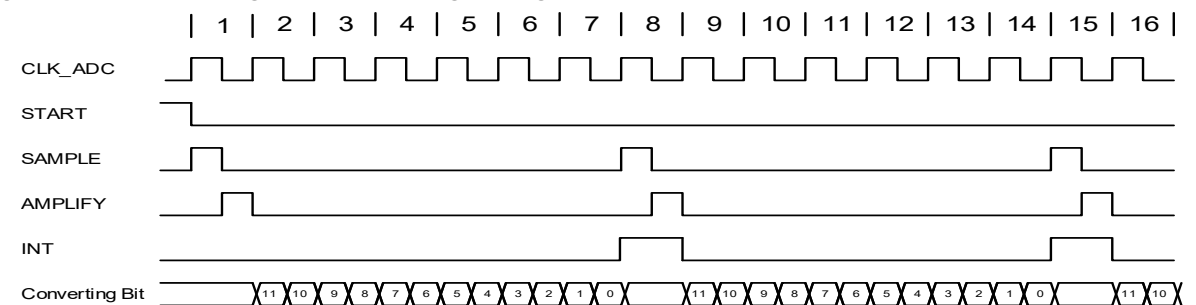 | 1 | 2 | 3 | 4 | 5 | 6 | 7 | 8 | 9 | 10 | 11 | 12 | 13 | 14 | 15 | 16 |
CLK_ADC
START
SAMPLE
AMPLIFY
INT
Converting Bit 11 10 9 8 7 6 5 4 3 2 1 0 11 10 9 8 7 6 5 4 3 2 1 0 11 10